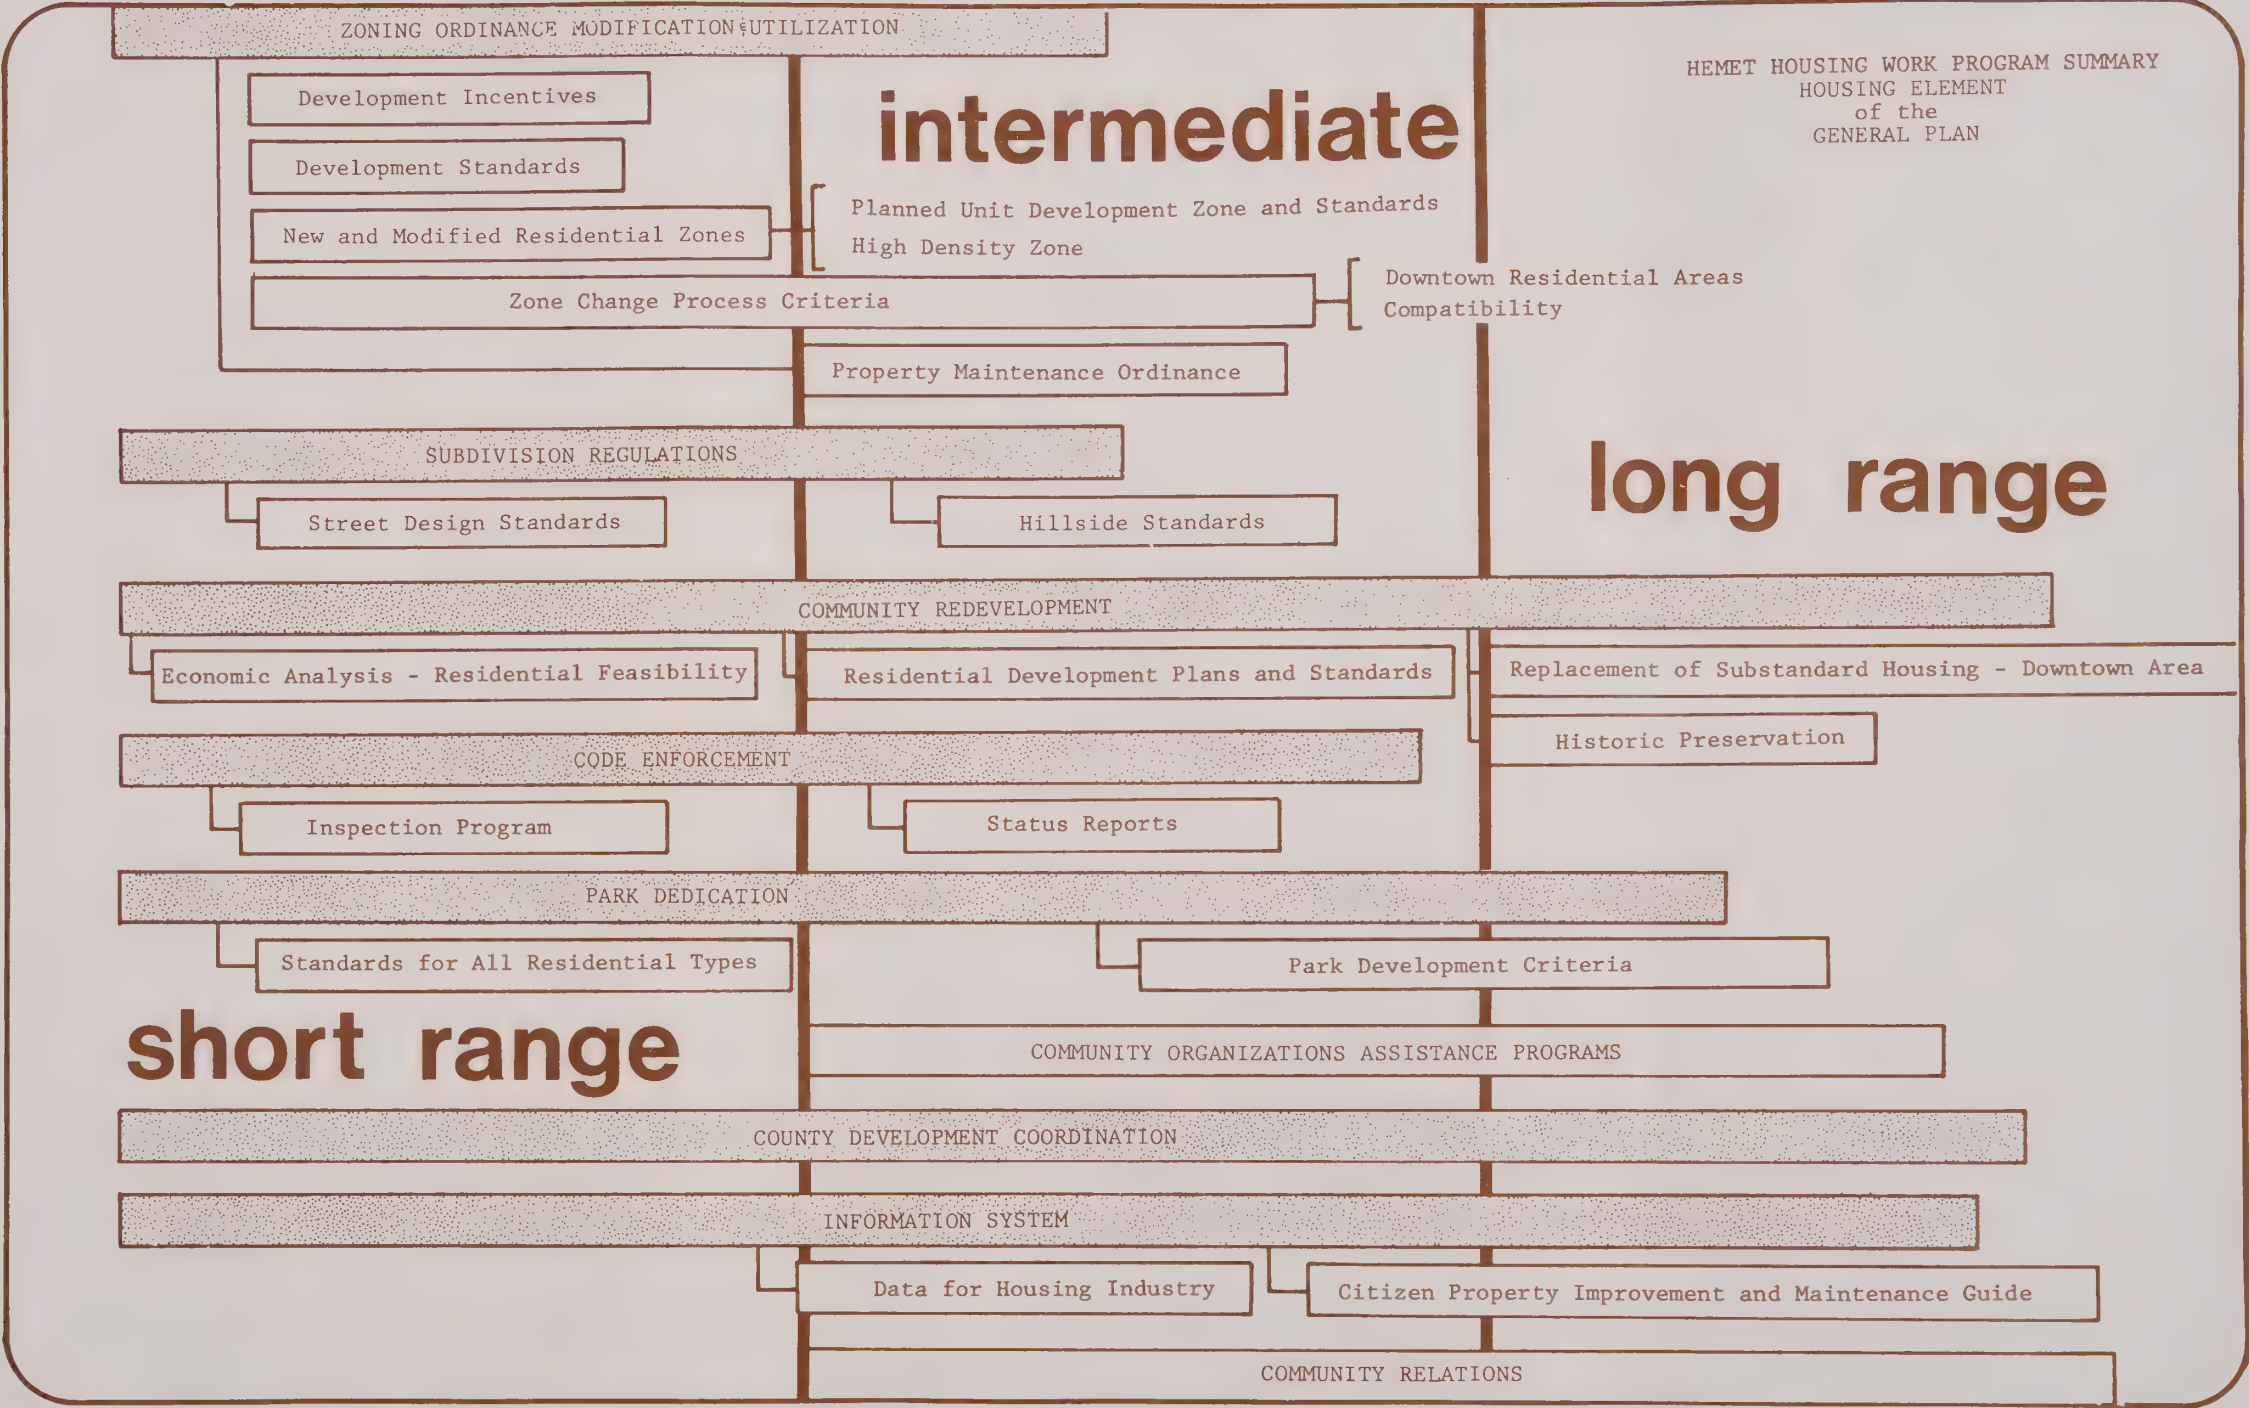 ZONING ORDINANCE MODIFICATION & UTILIZATION
HEMET HOUSING WORK PROGRAM SUMMARY
HOUSING ELEMENT
of the
GENERAL PLAN
Development Incentives
intermediate
Development Standards
New and Modified Residential Zones
Planned Unit Development Zone and Standards
High Density Zone
Zone Change Process Criteria
Downtown Residential Areas
Compatibility
Property Maintenance Ordinance
SUBDIVISION REGULATIONS
long range
Street Design Standards
Hillside Standards
COMMUNITY REDEVELOPMENT
Economic Analysis - Residential Feasibility
Residential Development Plans and Standards
Replacement of Substandard Housing - Downtown Area
Historic Preservation
CODE ENFORCEMENT
Inspection Program
Status Reports
PARK DEDICATION
Standards for All Residential Types
Park Development Criteria
short range
COMMUNITY ORGANIZATIONS ASSISTANCE PROGRAMS
COUNTY DEVELOPMENT COORDINATION
INFORMATION SYSTEM
Data for Housing Industry
Citizen Property Improvement and Maintenance Guide
COMMUNITY RELATIONS